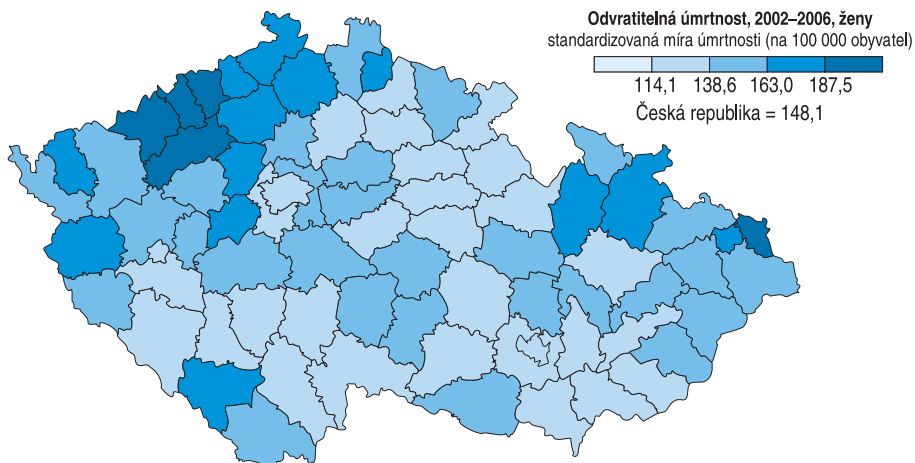 Odvratitelná úmrtnost, 2002–2006, ženy
standardizovaná míra úmrtnosti (na 100 000 obyvatel)
114,1 138,6 163,0 187,5
Česká republika = 148,1